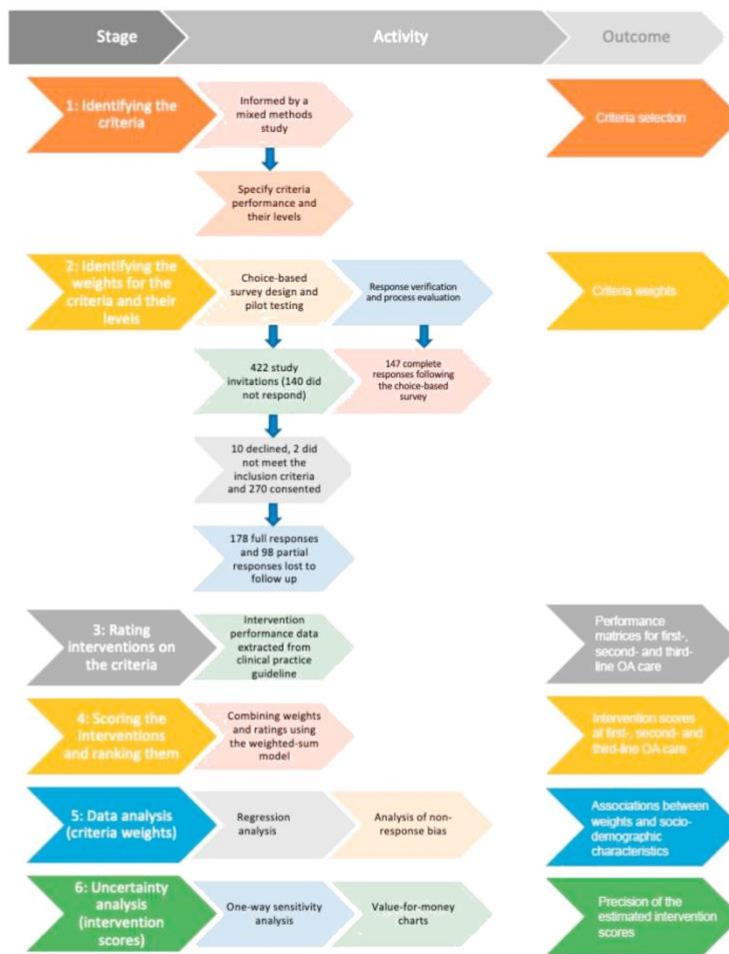 Stage
Activity
Outcome
1: Identifying the
criteria
Informed by a
mixed methods
study
Criteria selection
Specify criteria
performance and
their levels
2: Identifying the
weights for the
criteria and their
levels
Choice-based
survey design and
pilot testing
Response verification
and process evaluation
Criteria weights
422 study
invitations (140 did
not respond)
147 complete
responses following
the choice-based
survey
10 declined, 2 did
not meet the
inclusion criteria
and 270 consented
178 full responses
and 98 partial
responses lost to
follow up
3: Rating
interventions on
the criteria
Intervention
performance data
extracted from
clinical practice
guideline
Performance
matrices for first-,
second- and third-
line OA care
4: Scoring the
interventions
and ranking them
Combining weights
and ratings using
the weighted-sum
model
Intervention scores
at first-, second- and
third-line OA care
5: Data analysis
(criteria weights)
Regression
analysis
Analysis of non-
response bias
Associations between
weights and socio-
demographic
characteristics
6: Uncertainty
analysis
(intervention
scores)
One-way sensitivity
analysis
Value-for-money
charts
Precision of the
estimated intervention
scores